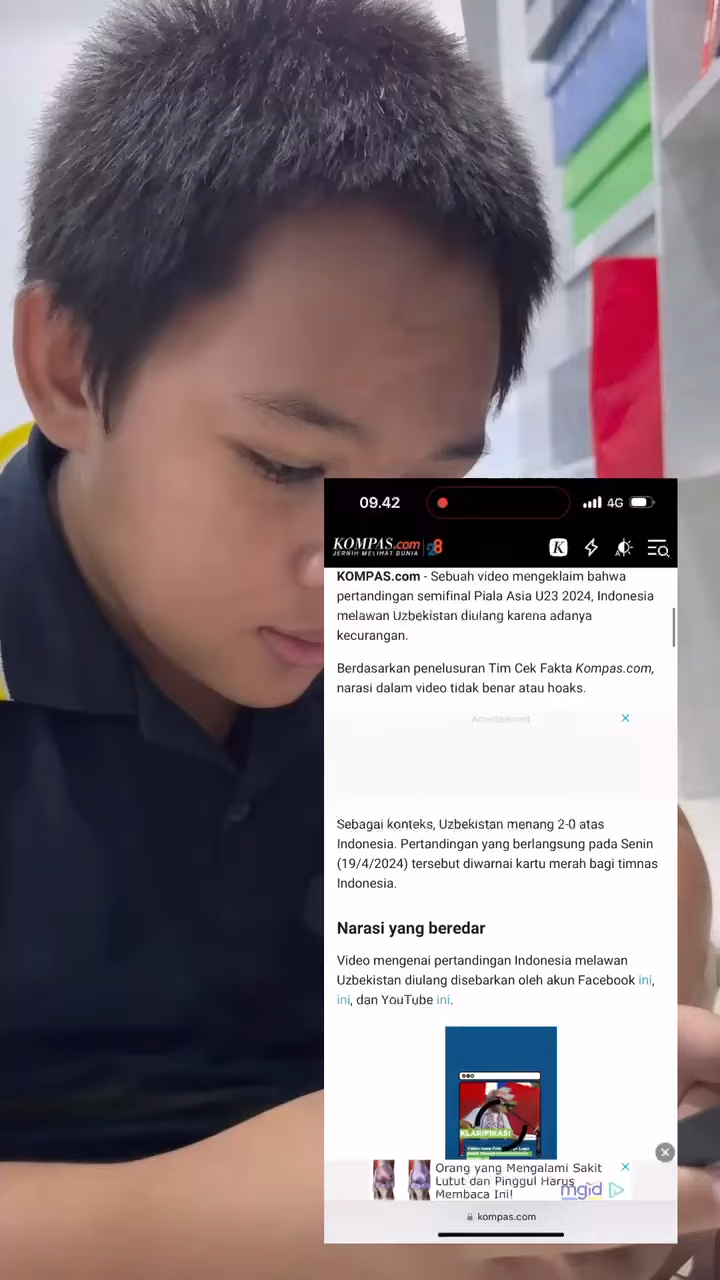 09.42
4G
KOMPAS.com 28
JERNIH MELIHAT DUNIA
K
KOMPAS.com - Sebuah video mengeklaim bahwa
pertandingan semifinal Piala Asia U23 2024, Indonesia
melawan Uzbekistan diulang karena adanya
kecurangan.
Berdasarkan penelusuran Tim Cek Fakta Kompas.com,
narasi dalam video tidak benar atau hoaks.
Advertisement
Sebagai konteks, Uzbekistan menang 2-0 atas
Indonesia. Pertandingan yang berlangsung pada Senin
(19/4/2024) tersebut diwarnai kartu merah bagi timnas
Indonesia.
Narasi yang beredar
Video mengenai pertandingan Indonesia melawan
Uzbekistan diulang disebarkan oleh akun Facebook ini,
ini, dan YouTube ini.
KLARIFIKASI
Orang yang Mengalami Sakit
Lutut dan Pinggul Harus
Membaca Ini!
mgid
kompas.com